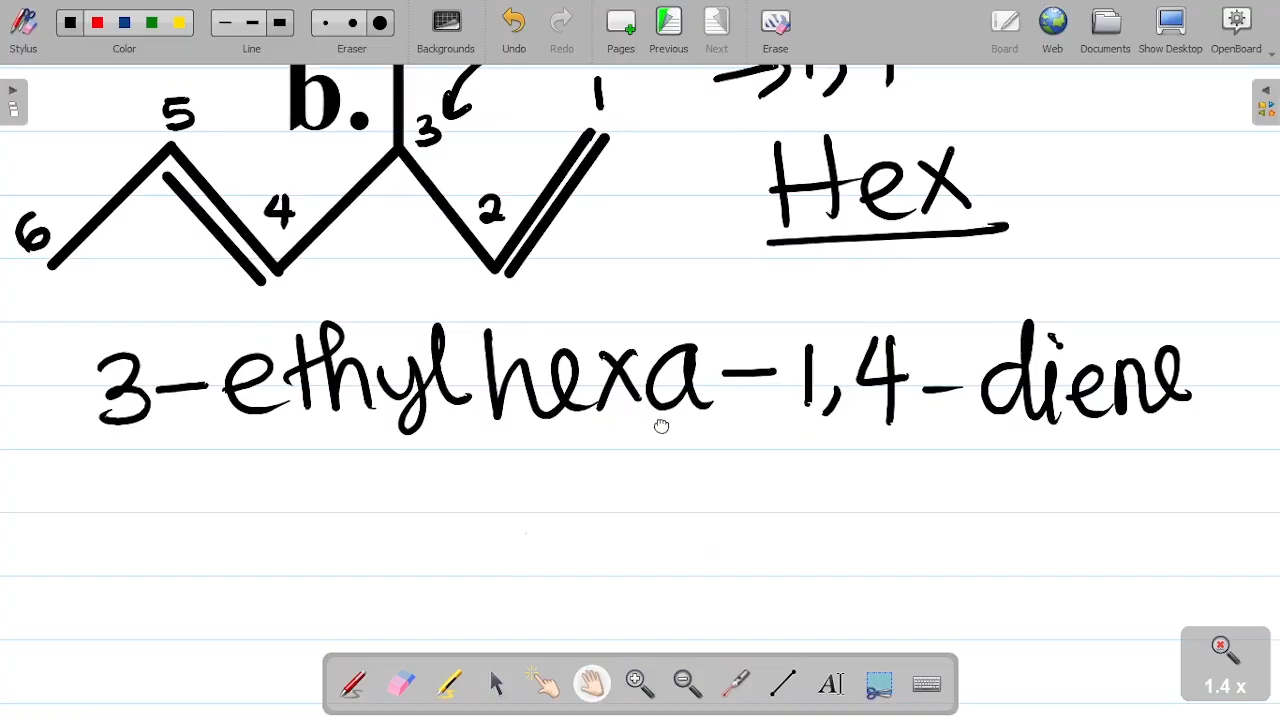 Stylus
Color
Line
Eraser
Backgrounds
Undo
Redo
Pages
Previous
Next
Erase
Board
Web
Documents
Show Desktop
OpenBoard
b.
1
5
3
4
2
6
Hex
3-ethylhexa-1,4-diene
1.4 x